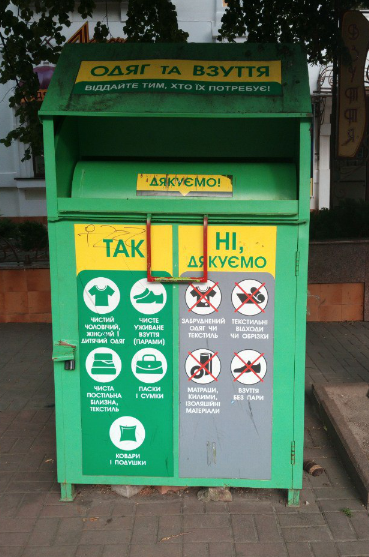 ОДЯГ ТА ВЗУТТЯ
ВІДДАЙТЕ ТИМ, ХТО ЇХ ПОТРЕБУЄ!
ДЯКУЄМО!
ТАК
ЧИСТИЙ
ЧОЛОВІЧИЙ,
ЖІНОЧИЙ І
ДИТЯЧИЙ ОДЯГ
ЧИСТЕ
УЖИВАНЕ
ВЗУТТЯ
(ПАРАМИ)
ЧИСТА
ПОСТІЛЬНА
БІЛИЗНА,
ТЕКСТИЛЬ
ПАСКИ
І СУМКИ
КОВДРИ
І ПОДУШКИ
НІ,
ДЯКУЄМО
ЗАБРУДНЕНИЙ
ОДЯГ ЧИ
ТЕКСТИЛЬ
ТЕКСТИЛЬНІ
ВІДХОДИ
ЧИ ОБРІЗКИ
МАТРАЦИ,
КИЛИМИ,
ІЗОЛЯЦІЙНІ
МАТЕРІАЛИ
ВЗУТТЯ
БЕЗ ПАРИ